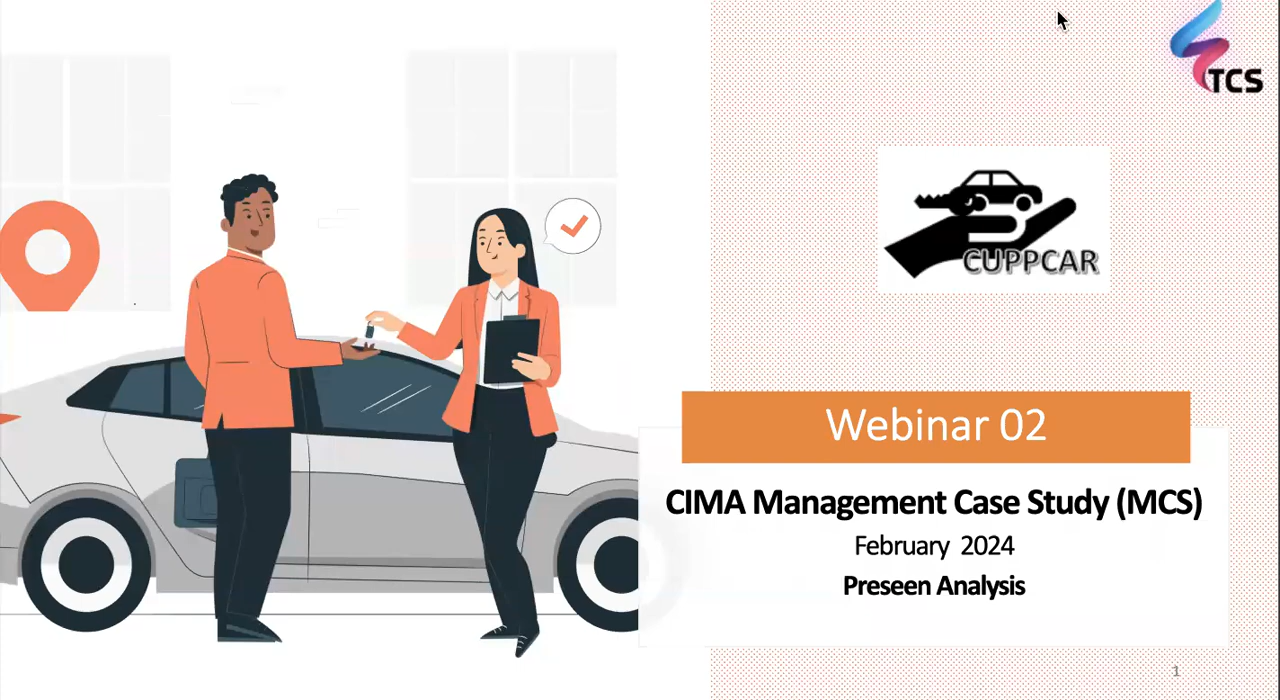 TCS
CUPPCAR
Webinar 02
CIMA Management Case Study (MCS)
February 2024
Preseen Analysis
1